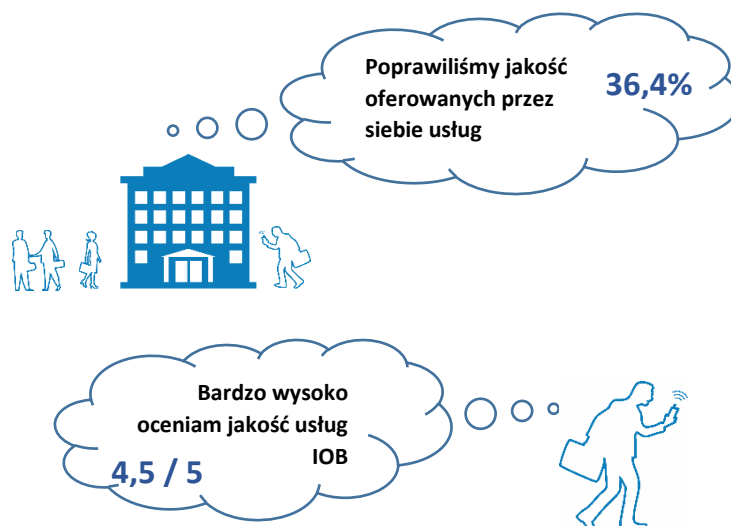 Poprawiliśmy jakość
oferowanych przez
siebie usług
36,4%
Bardzo wysoko
oceniam jakość usług
IOB
4,5 / 5